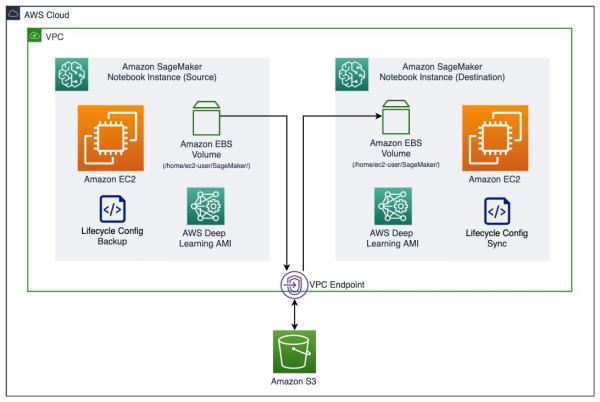 AWS Cloud
VPC
Amazon SageMaker
Notebook Instance (Source)
Amazon SageMaker
Notebook Instance (Destination)
Amazon EC2
Amazon EBS
Volume
(/home/ec2-user/SageMaker/)
Amazon EBS
Volume
(/home/ec2-user/SageMaker/)
Amazon EC2
Lifecycle Config
Backup
AWS Deep
Learning AMI
AWS Deep
Learning AMI
Lifecycle Config
Sync
VPC Endpoint
Amazon S3